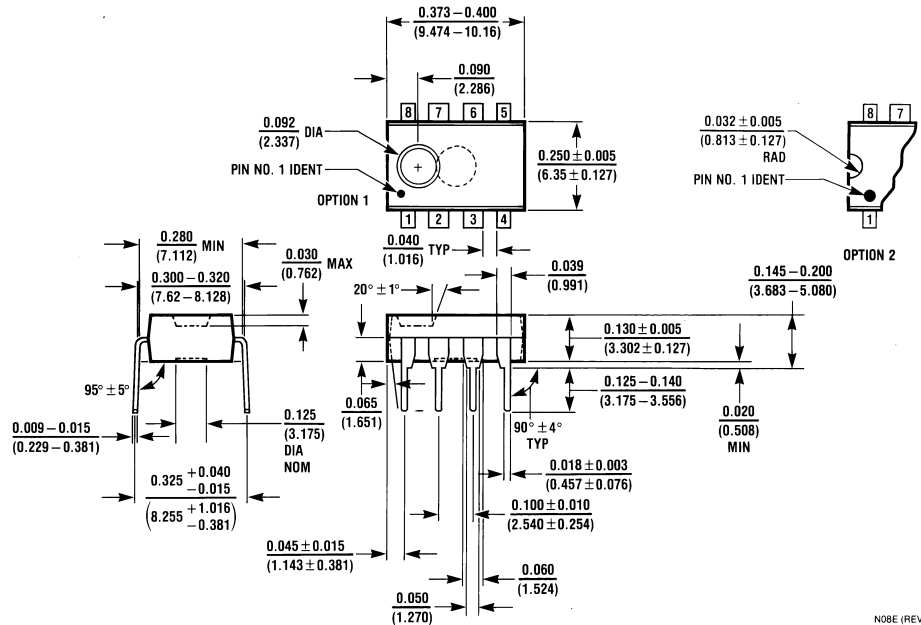 0.373 – 0.400
(9.474 – 10.16)
0.090
(2.286)
8 7 6 5
0.092 DIA
(2.337)
PIN NO. 1 IDENT
OPTION 1
1 2 3 4
0.250 ± 0.005
(6.35 ± 0.127)
0.032 ± 0.005
(0.813 ± 0.127)
RAD
PIN NO. 1 IDENT
8 7
1
OPTION 2
0.280 MIN
(7.112)
0.300 – 0.320
(7.62 – 8.128)
0.030 MAX
(0.762)
95° ± 5°
0.009 – 0.015
(0.229 – 0.381)
0.125
(3.175)
DIA
NOM
0.325 +0.040
−0.015
(8.255 +1.016
−0.381)
0.040 TYP
(1.016)
0.039
(0.991)
20° ± 1°
0.145 – 0.200
(3.683 – 5.080)
0.130 ± 0.005
(3.302 ± 0.127)
0.125 – 0.140
(3.175 – 3.556)
0.020
(0.508)
MIN
0.065
(1.651)
90° ± 4°
TYP
0.018 ± 0.003
(0.457 ± 0.076)
0.100 ± 0.010
(2.540 ± 0.254)
0.045 ± 0.015
(1.143 ± 0.381)
0.060
(1.524)
0.050
(1.270)
N08E (REV